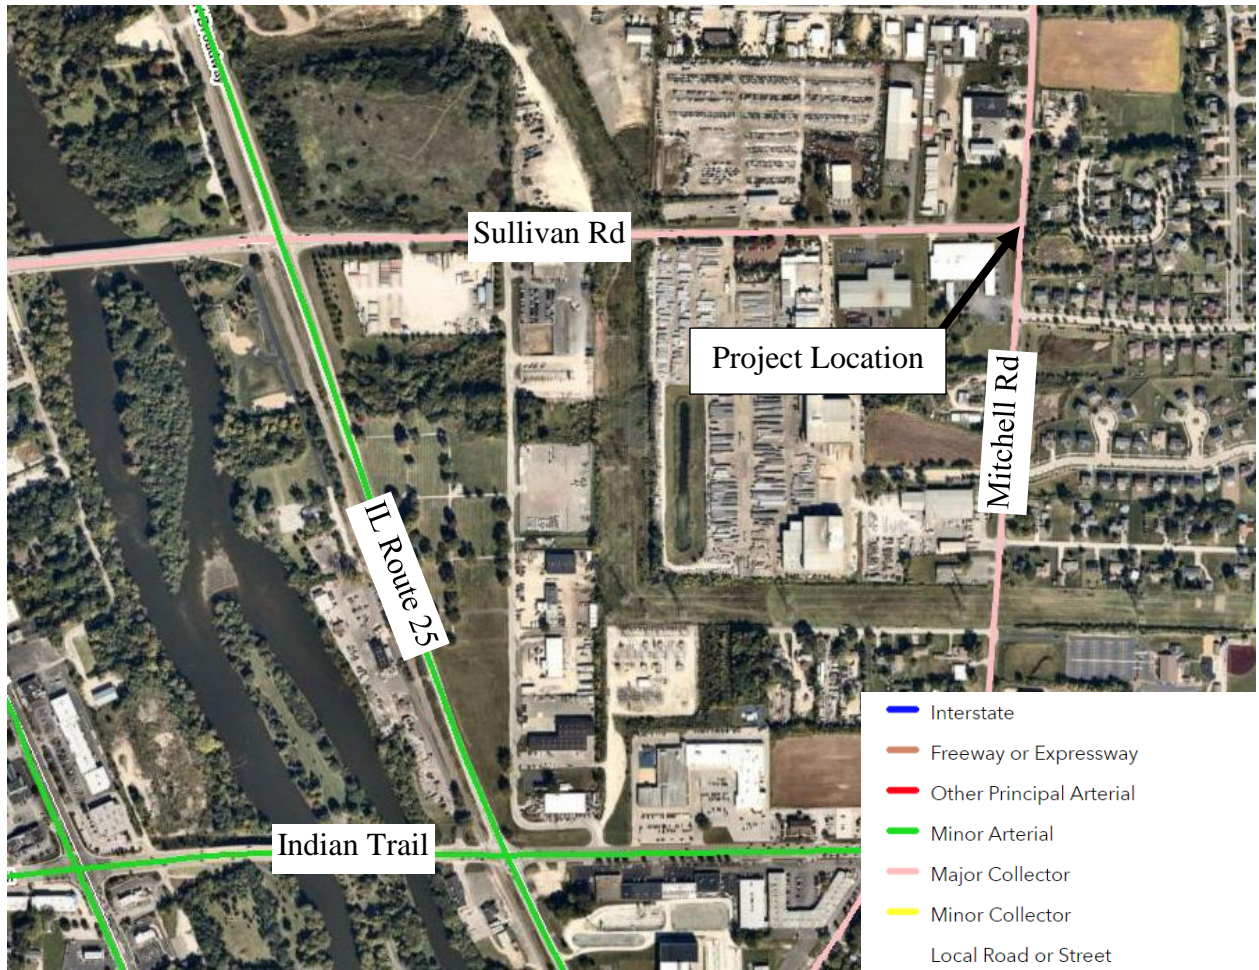 Sullivan Rd
Project Location
Mitchell Rd
IL Route 25
Indian Trail
Interstate
Freeway or Expressway
Other Principal Arterial
Minor Arterial
Major Collector
Minor Collector
Local Road or Street